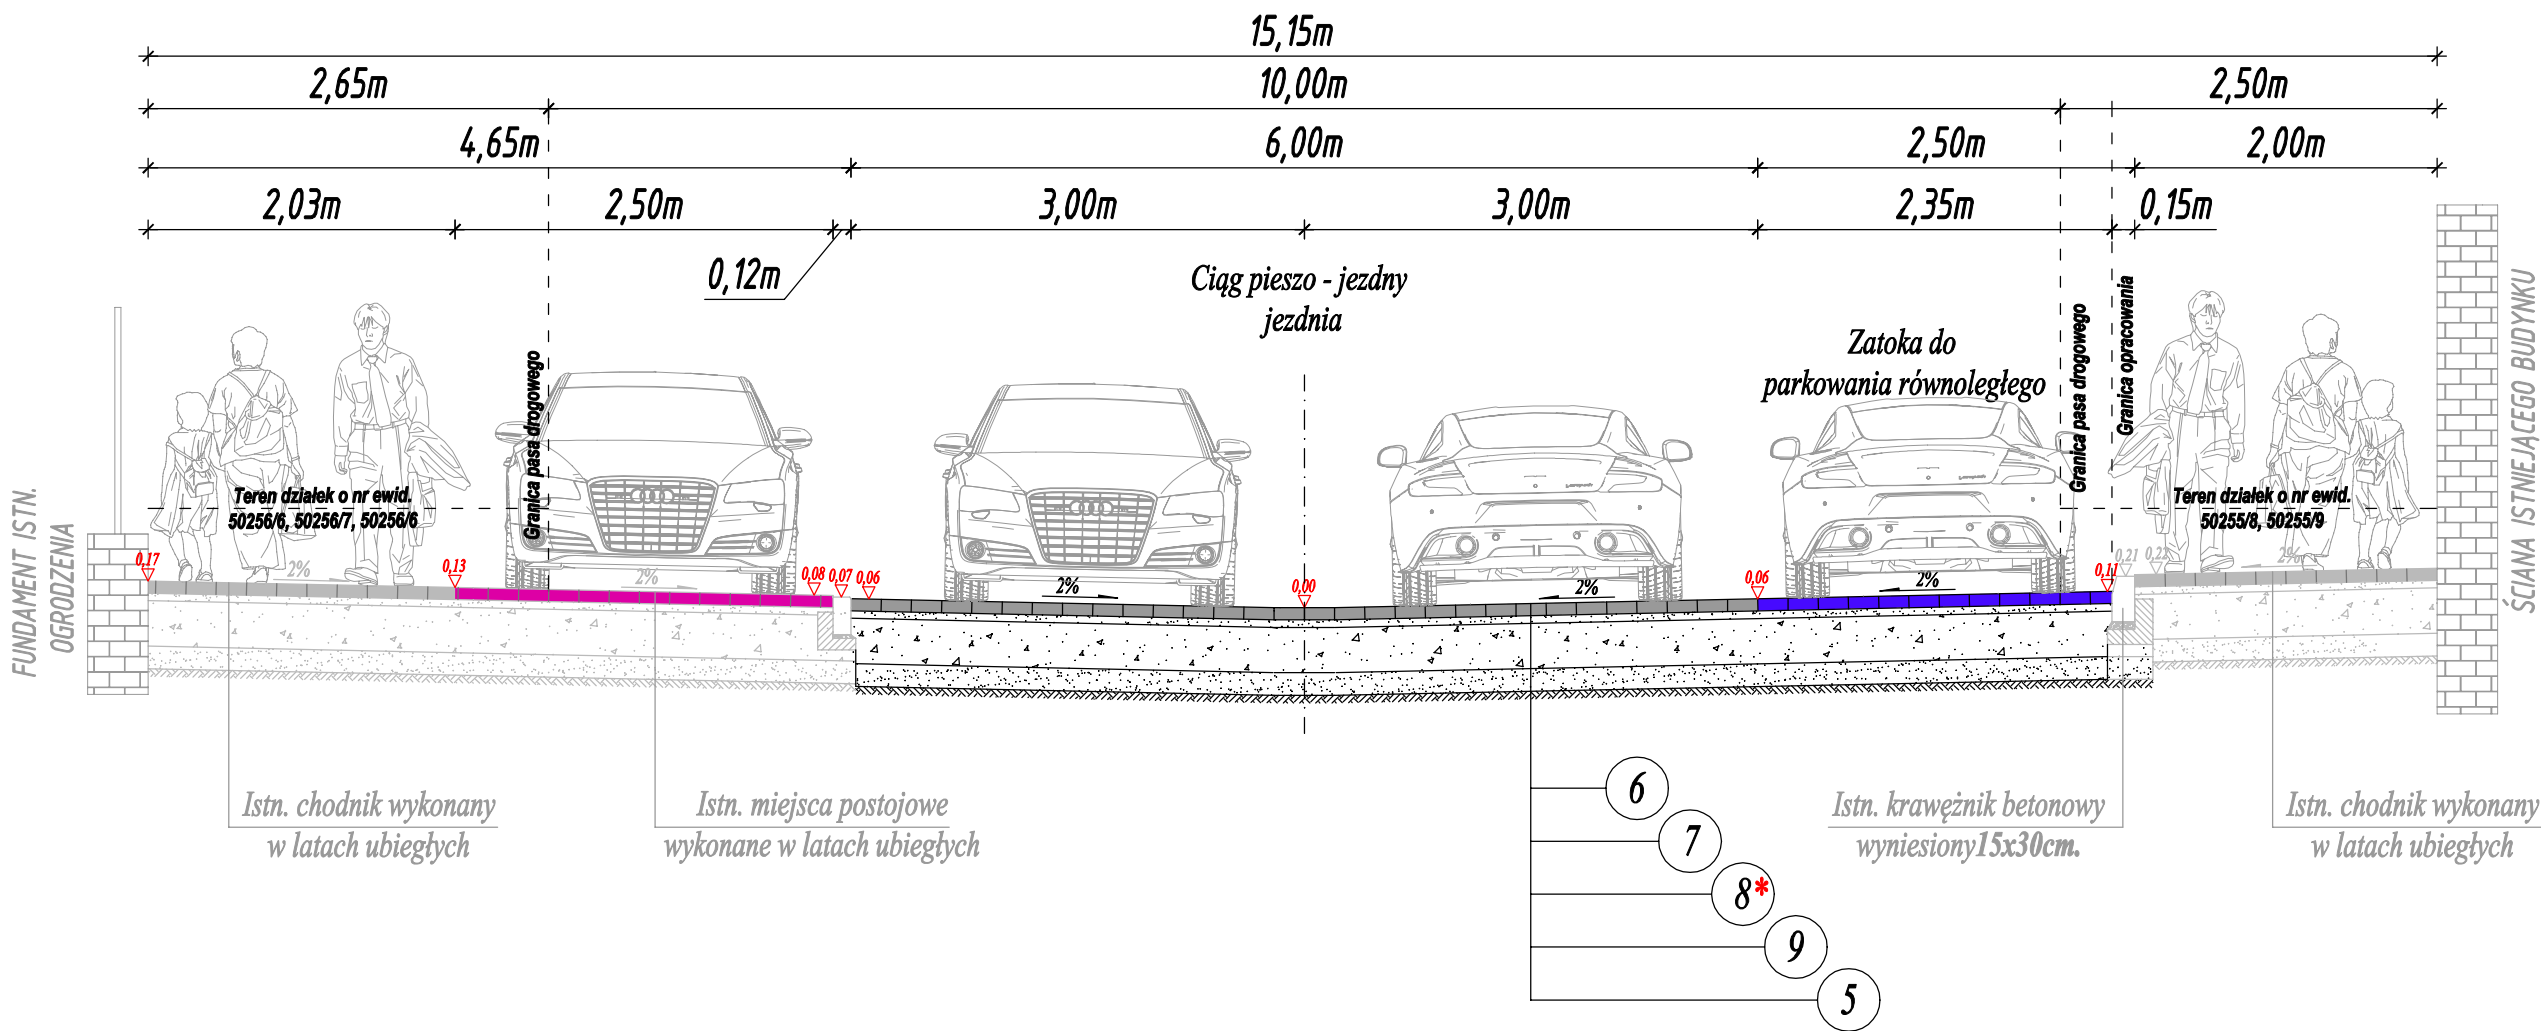 15,15m
2,65m
10,00m
2,50m
4,65m
6,00m
2,50m
2,00m
2,03m
2,50m
3,00m
3,00m
2,35m
0,15m
0,12m
Ciąg pieszo - jezdny
jezdnia
Zatoka do
parkowania równoległego
Granica pasa drogowego
Granica pasa drogowego
Granica opracowania
FUNDAMENT ISTN.
OGRODZENIA
ŚCIANA ISTNIEJĄCEGO BUDYNKU
Teren działek o nr ewid.
50256/6, 50256/7, 50256/6
Teren działek o nr ewid.
50255/8, 50255/9
0,17
2%
0,13
2%
0,08
0,07
0,06
2%
0,00
2%
0,06
2%
0,11
0,21
0,22
2%
Istn. chodnik wykonany
w latach ubiegłych
Istn. miejsca postojowe
wykonane w latach ubiegłych
Istn. krawężnik betonowy
wyniesiony15x30cm.
Istn. chodnik wykonany
w latach ubiegłych
6
7
8*
9
5